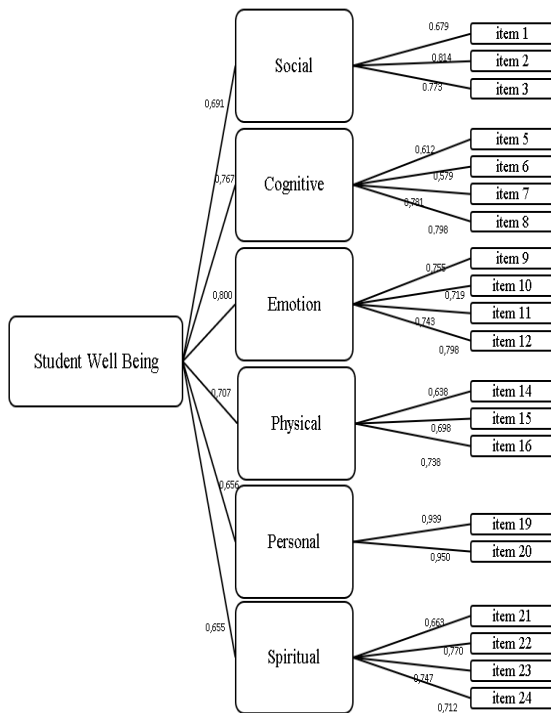 0.679
item 1
0.814
item 2
Social
0.773
item 3
0,691
0,612
item 5
0,579
item 6
0,767
Cognitive
0,781
item 7
0,798
item 8
0,755
item 9
0,719
item 10
0,800
Emotion
0,743
item 11
0,798
item 12
Student Well Being
0,707
0,638
item 14
0,698
item 15
Physical
0,738
item 16
0,656
0,939
item 19
Personal
0,950
item 20
0,655
0,663
item 21
0,770
item 22
Spiritual
0,747
item 23
0,712
item 24